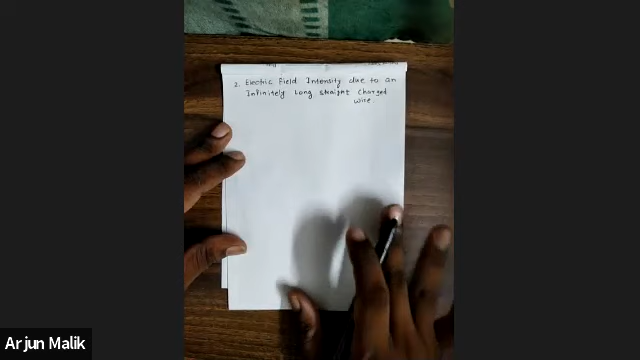 2. Electric Field Intensity due to an
Infinitely Long straight Charged
wire.
Arjun Malik